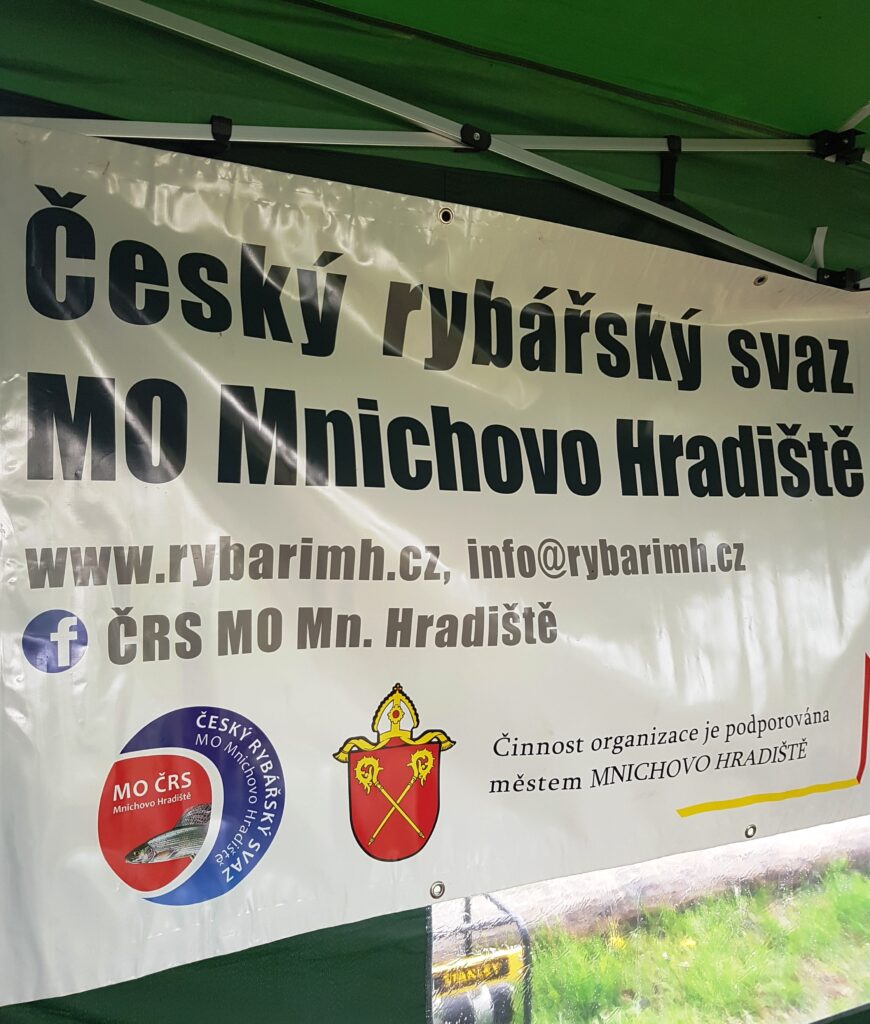 Český rybářský svaz
MO Mnichovo Hradiště
www.rybarimh.cz, info@rybarimh.cz
f ČRS MO Mn. Hradiště
ČESKÝ RYBÁŘSKÝ SVAZ
MO Mnichovo Hradiště
MO ČRS
Mnichovo Hradiště
Činnost organizace je podporována
městem MNICHOVO HRADIŠTĚ
STANLEY